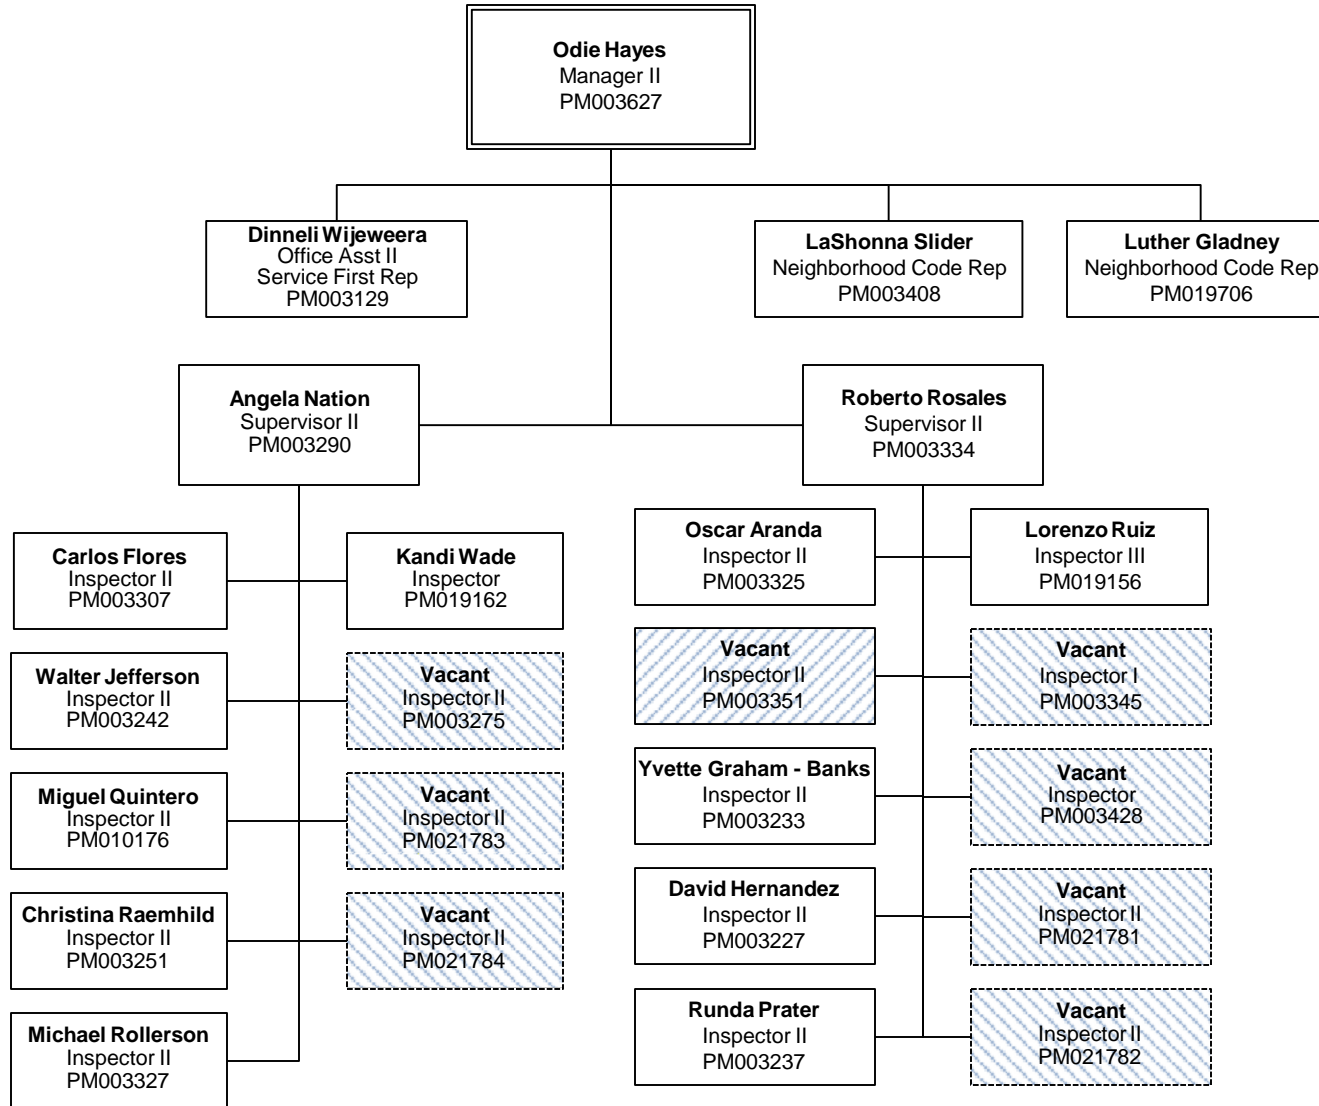 Odie Hayes
Manager II
PM003627
Dinneli Wijeweera
Office Asst II
Service First Rep
PM003129
LaShonna Slider
Neighborhood Code Rep
PM003408
Luther Gladney
Neighborhood Code Rep
PM019706
Angela Nation
Supervisor II
PM003290
Roberto Rosales
Supervisor II
PM003334
Carlos Flores
Inspector II
PM003307
Kandi Wade
Inspector
PM019162
Walter Jefferson
Inspector II
PM003242
Vacant
Inspector II
PM003275
Miguel Quintero
Inspector II
PM010176
Vacant
Inspector II
PM021783
Christina Raemhild
Inspector II
PM003251
Vacant
Inspector II
PM021784
Michael Rollerson
Inspector II
PM003327
Oscar Aranda
Inspector II
PM003325
Lorenzo Ruiz
Inspector III
PM019156
Vacant
Inspector II
PM003351
Vacant
Inspector I
PM003345
Yvette Graham - Banks
Inspector II
PM003233
Vacant
Inspector
PM003428
David Hernandez
Inspector II
PM003227
Vacant
Inspector II
PM021781
Runda Prater
Inspector II
PM003237
Vacant
Inspector II
PM021782